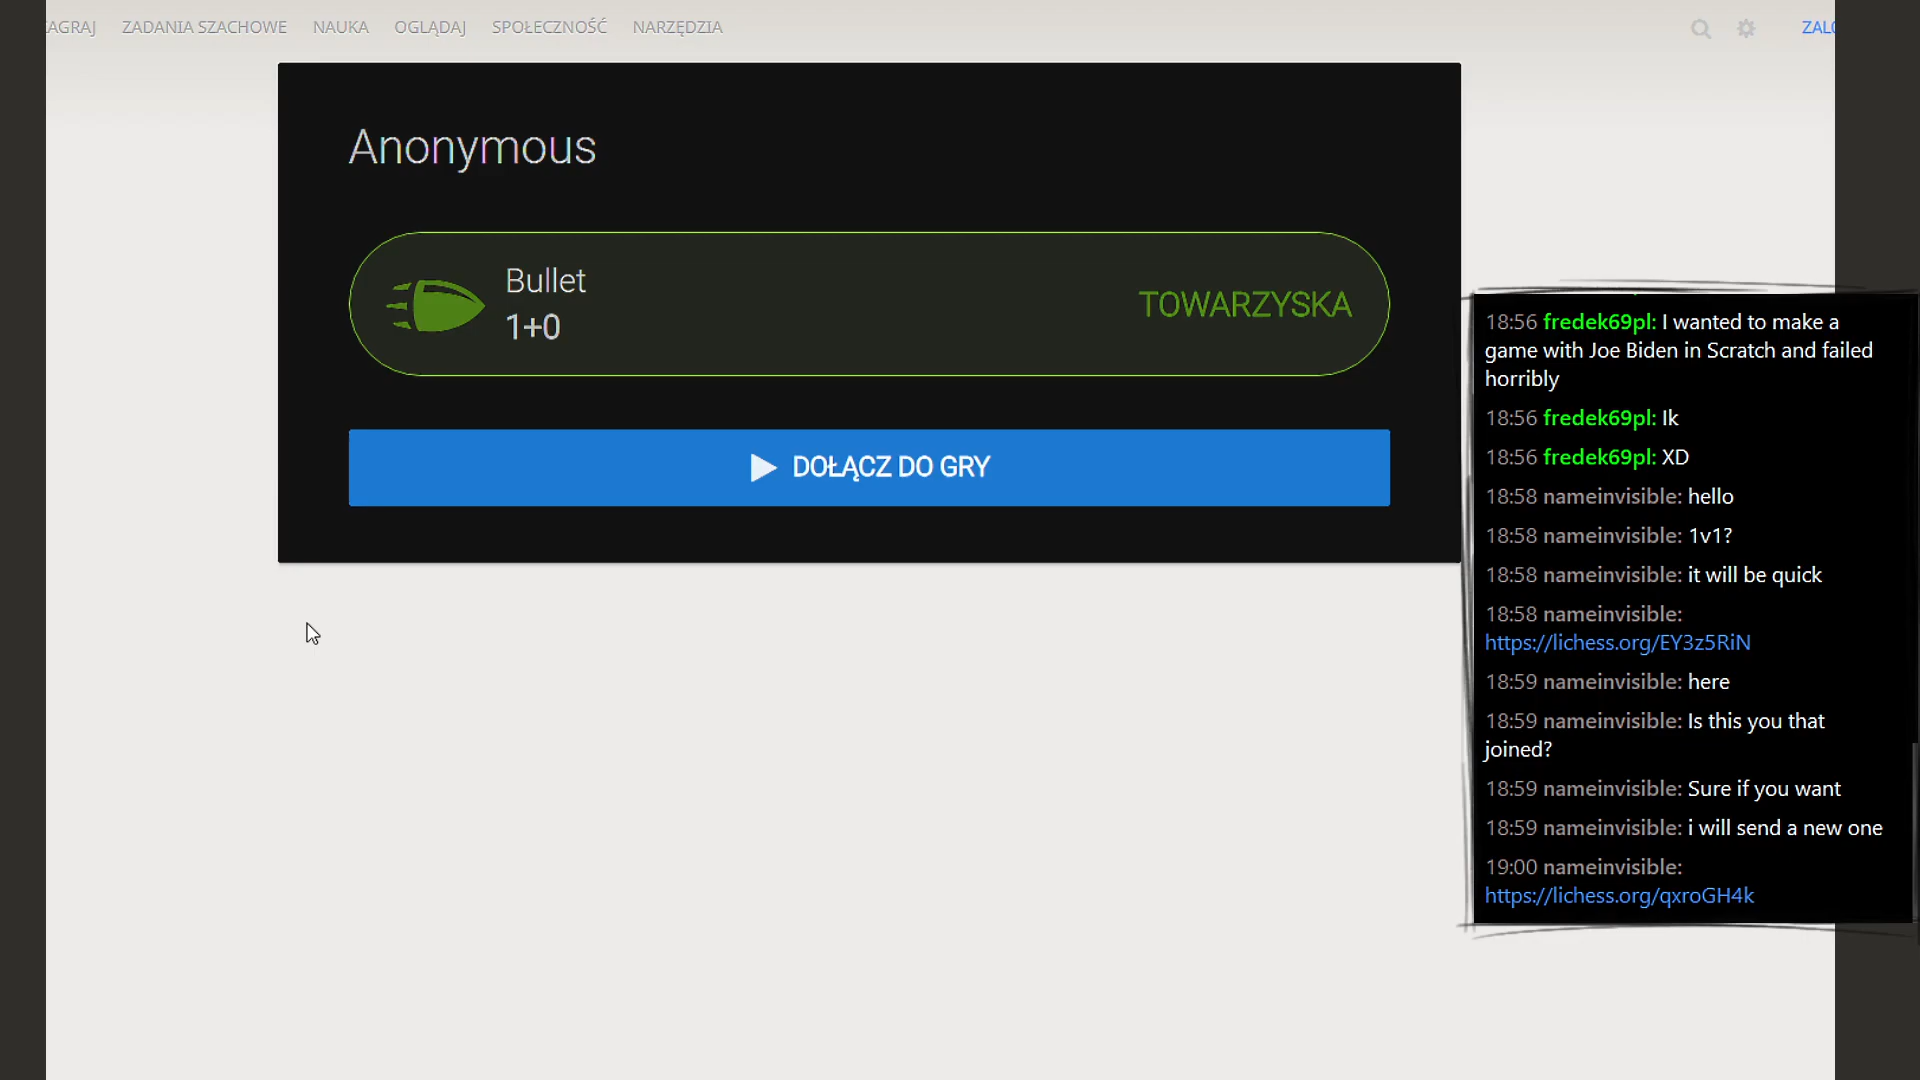 ZADANIA SZACHOWE NAUKA OGLĄDAJ SPOŁECZNOŚĆ NARZĘDZIA
Anonymous
Bullet
1+0
TOWARZYSKA
DOŁĄCZ DO GRY
18:56 fredek69pl: I wanted to make a
game with Joe Biden in Scratch and failed
horribly
18:56 fredek69pl: Ik
18:56 fredek69pl: XD
18:58 nameinvisible: hello
18:58 nameinvisible: 1v1?
18:58 nameinvisible: it will be quick
18:58 nameinvisible:
https://lichess.org/EY3z5RiN
18:59 nameinvisible: here
18:59 nameinvisible: Is this you that
joined?
18:59 nameinvisible: Sure if you want
18:59 nameinvisible: i will send a new one
19:00 nameinvisible:
https://lichess.org/qxroGH4k